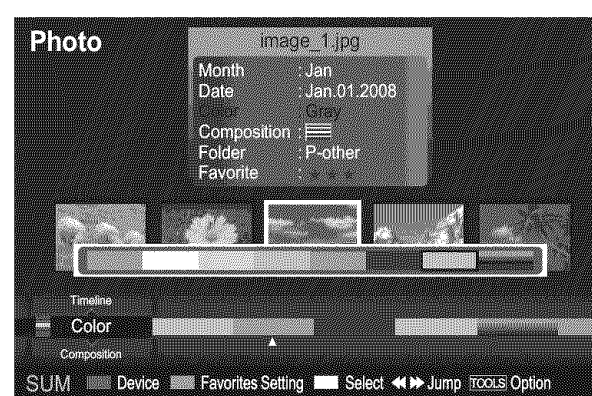 Photo
image_1.jpg
Month : Jan
Date : Jan.01.2008
Color : Gray
Composition :
Folder : P-other
Favorite : ★ ★ ★
Timeline
Color
Composition
SUM Device Favorites Setting Select ◀◀ ▶▶ Jump TOOLS Option